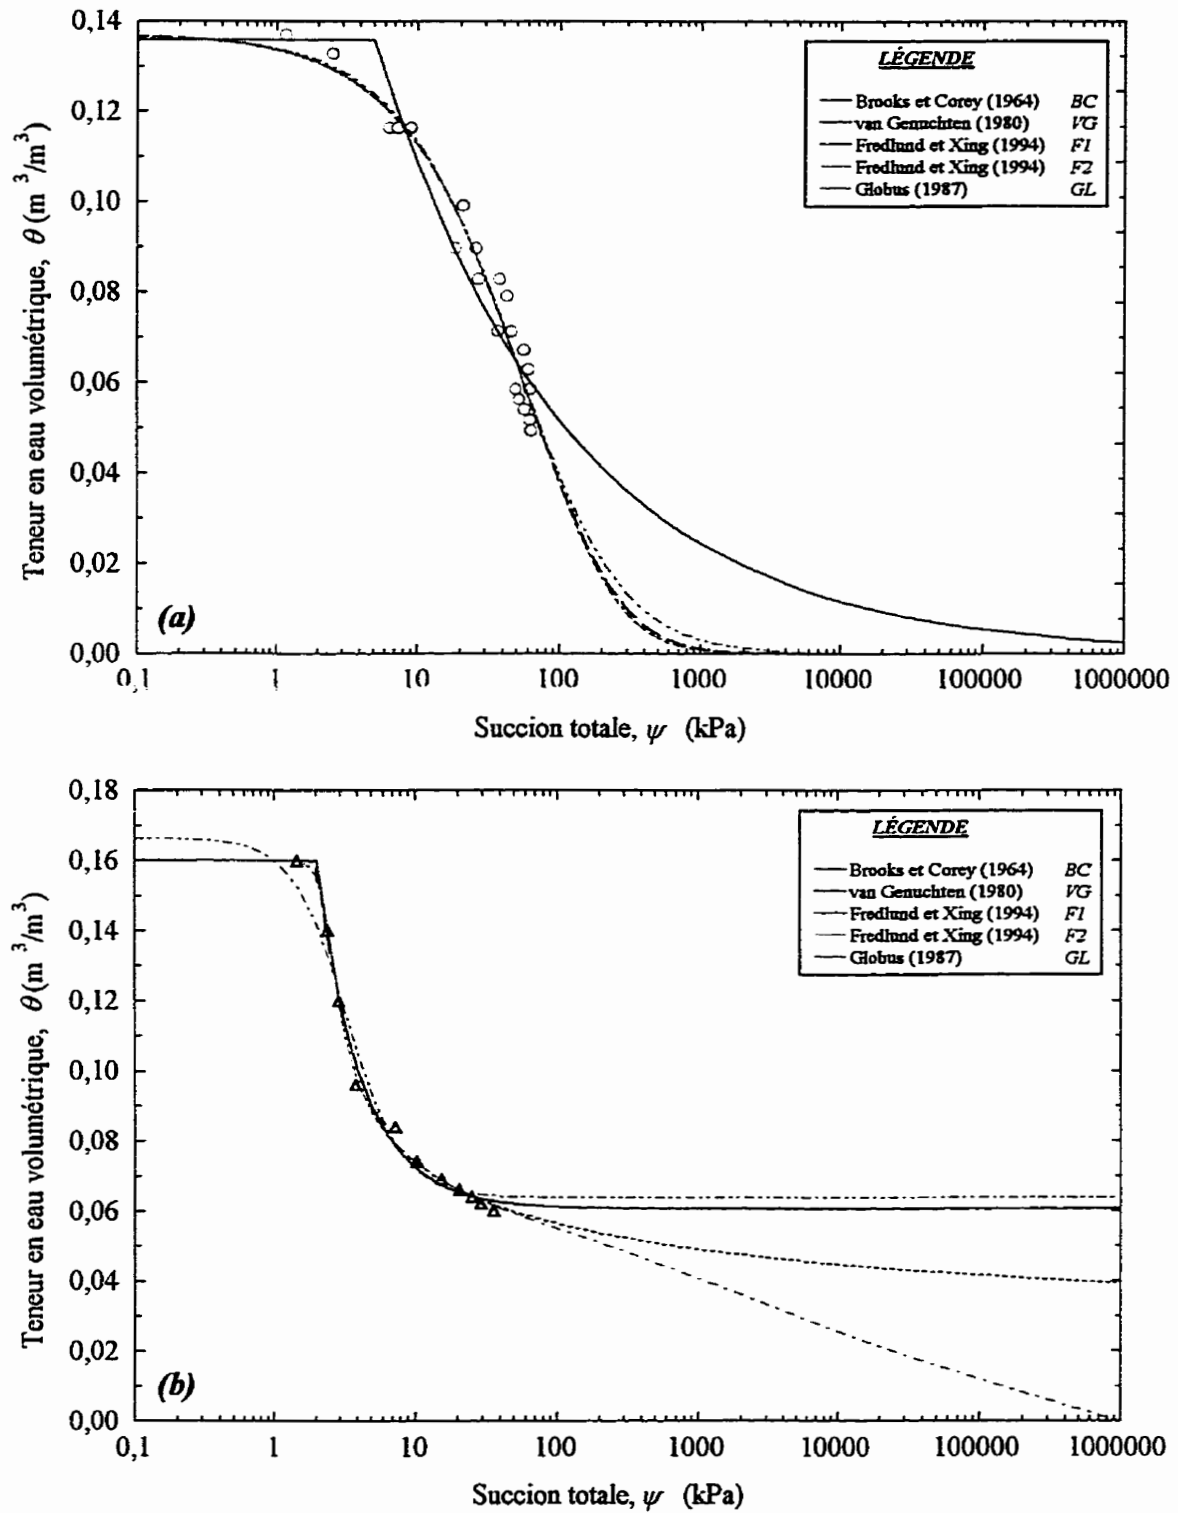 0,14
0,12
0,10
0,08
0,06
0,04
0,02
0,00
Teneur en eau volumétrique, θ (m³/m³)
LÉGENDE
Brooks et Corey (1964) BC
van Genuchten (1980) VG
Fredlund et Xing (1994) F1
Fredlund et Xing (1994) F2
Globus (1987) GL
(a)
0,1 1 10 100 1000 10000 100000 1000000
Succion totale, ψ (kPa)
0,18
0,16
0,14
0,12
0,10
0,08
0,06
0,04
0,02
0,00
Teneur en eau volumétrique, θ (m³/m³)
LÉGENDE
Brooks et Corey (1964) BC
van Genuchten (1980) VG
Fredlund et Xing (1994) F1
Fredlund et Xing (1994) F2
Globus (1987) GL
(b)
0,1 1 10 100 1000 10000 100000 1000000
Succion totale, ψ (kPa)